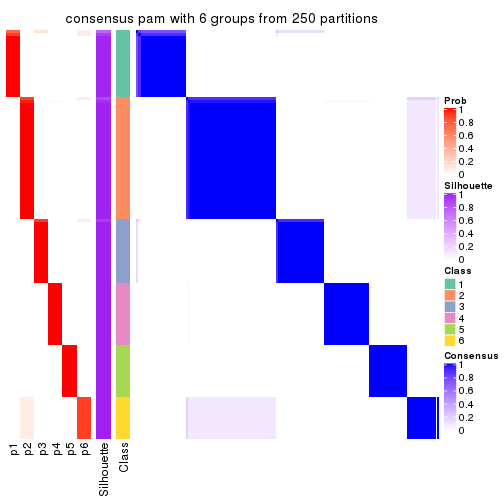 consensus pam with 6 groups from 250 partitions
Prob
1
0.8
0.6
0.4
0.2
0
Silhouette
1
0.8
0.6
0.4
0.2
0
Class
1
2
3
4
5
6
Consensus
1
0.8
0.6
0.4
0.2
0
p1
p2
p3
p4
p5
p6
Silhouette
Class